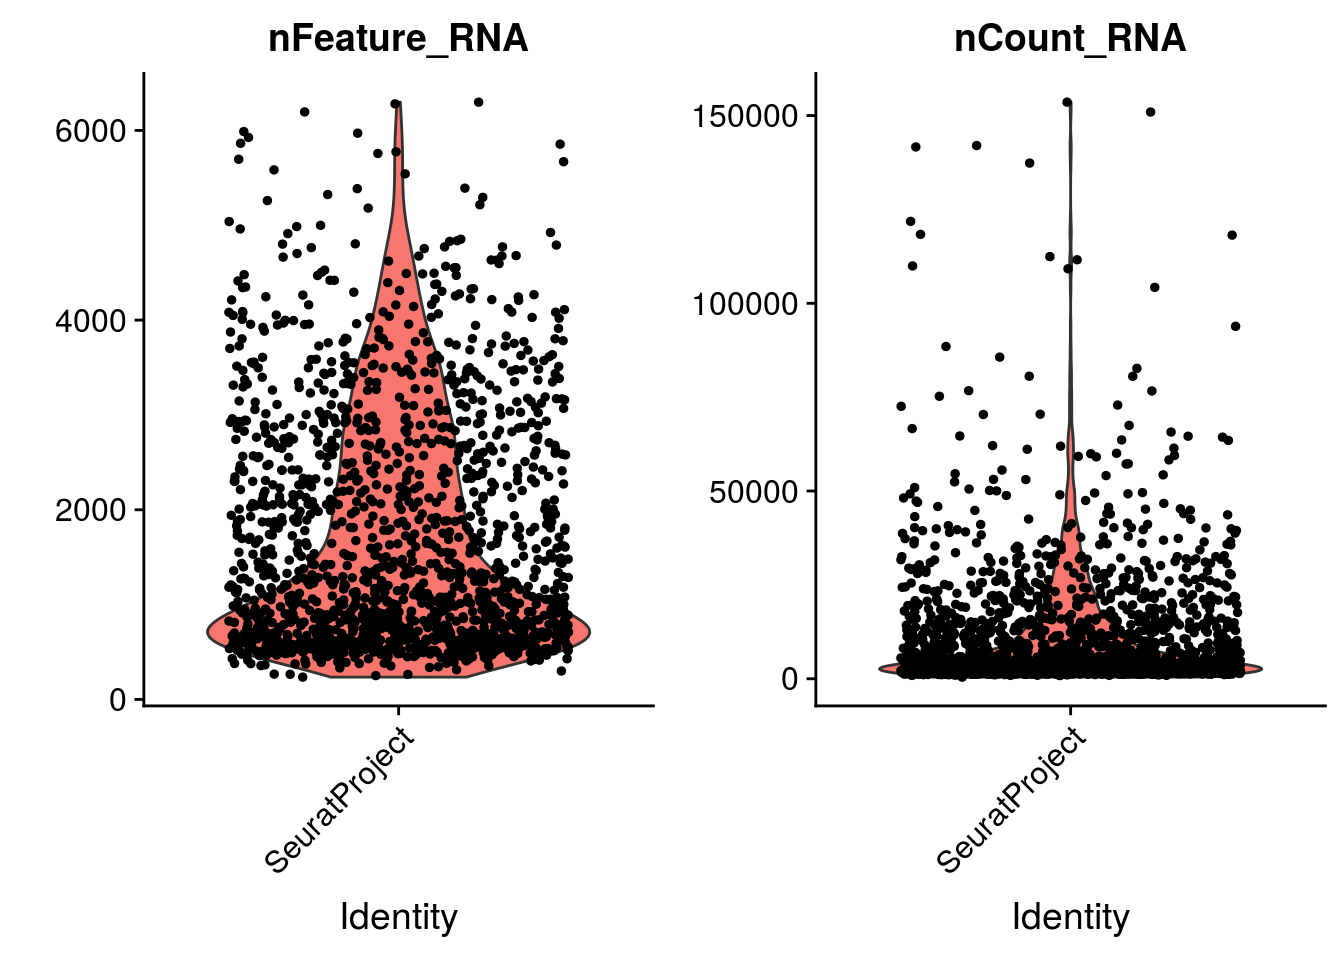 nFeature_RNA
6000
4000
2000
0
SeuratProject
Identity
nCount_RNA
150000
100000
50000
0
SeuratProject
Identity